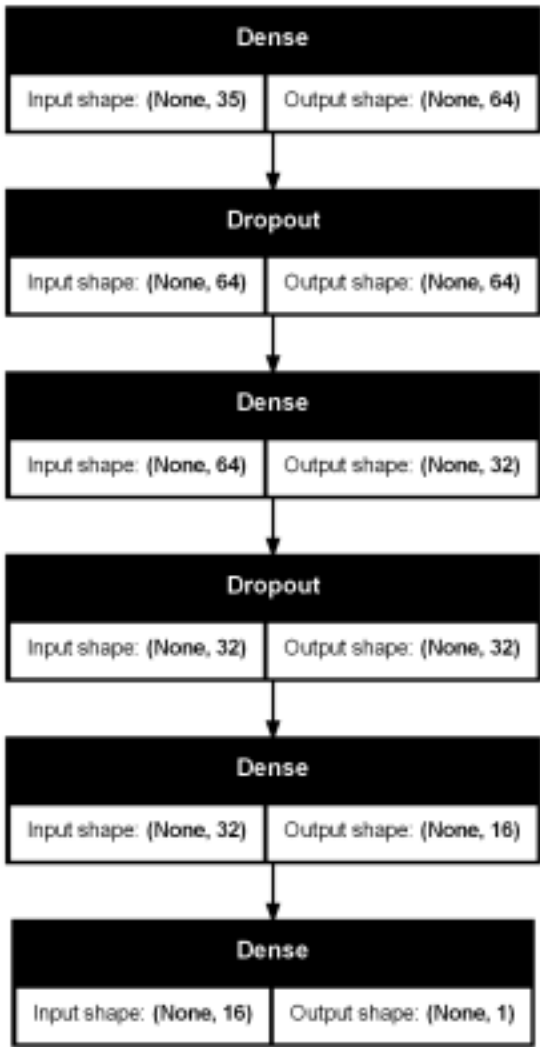 Dense
Input shape: (None, 35) Output shape: (None, 64)
Dropout
Input shape: (None, 64) Output shape: (None, 64)
Dense
Input shape: (None, 64) Output shape: (None, 32)
Dropout
Input shape: (None, 32) Output shape: (None, 32)
Dense
Input shape: (None, 32) Output shape: (None, 16)
Dense
Input shape: (None, 16) Output shape: (None, 1)